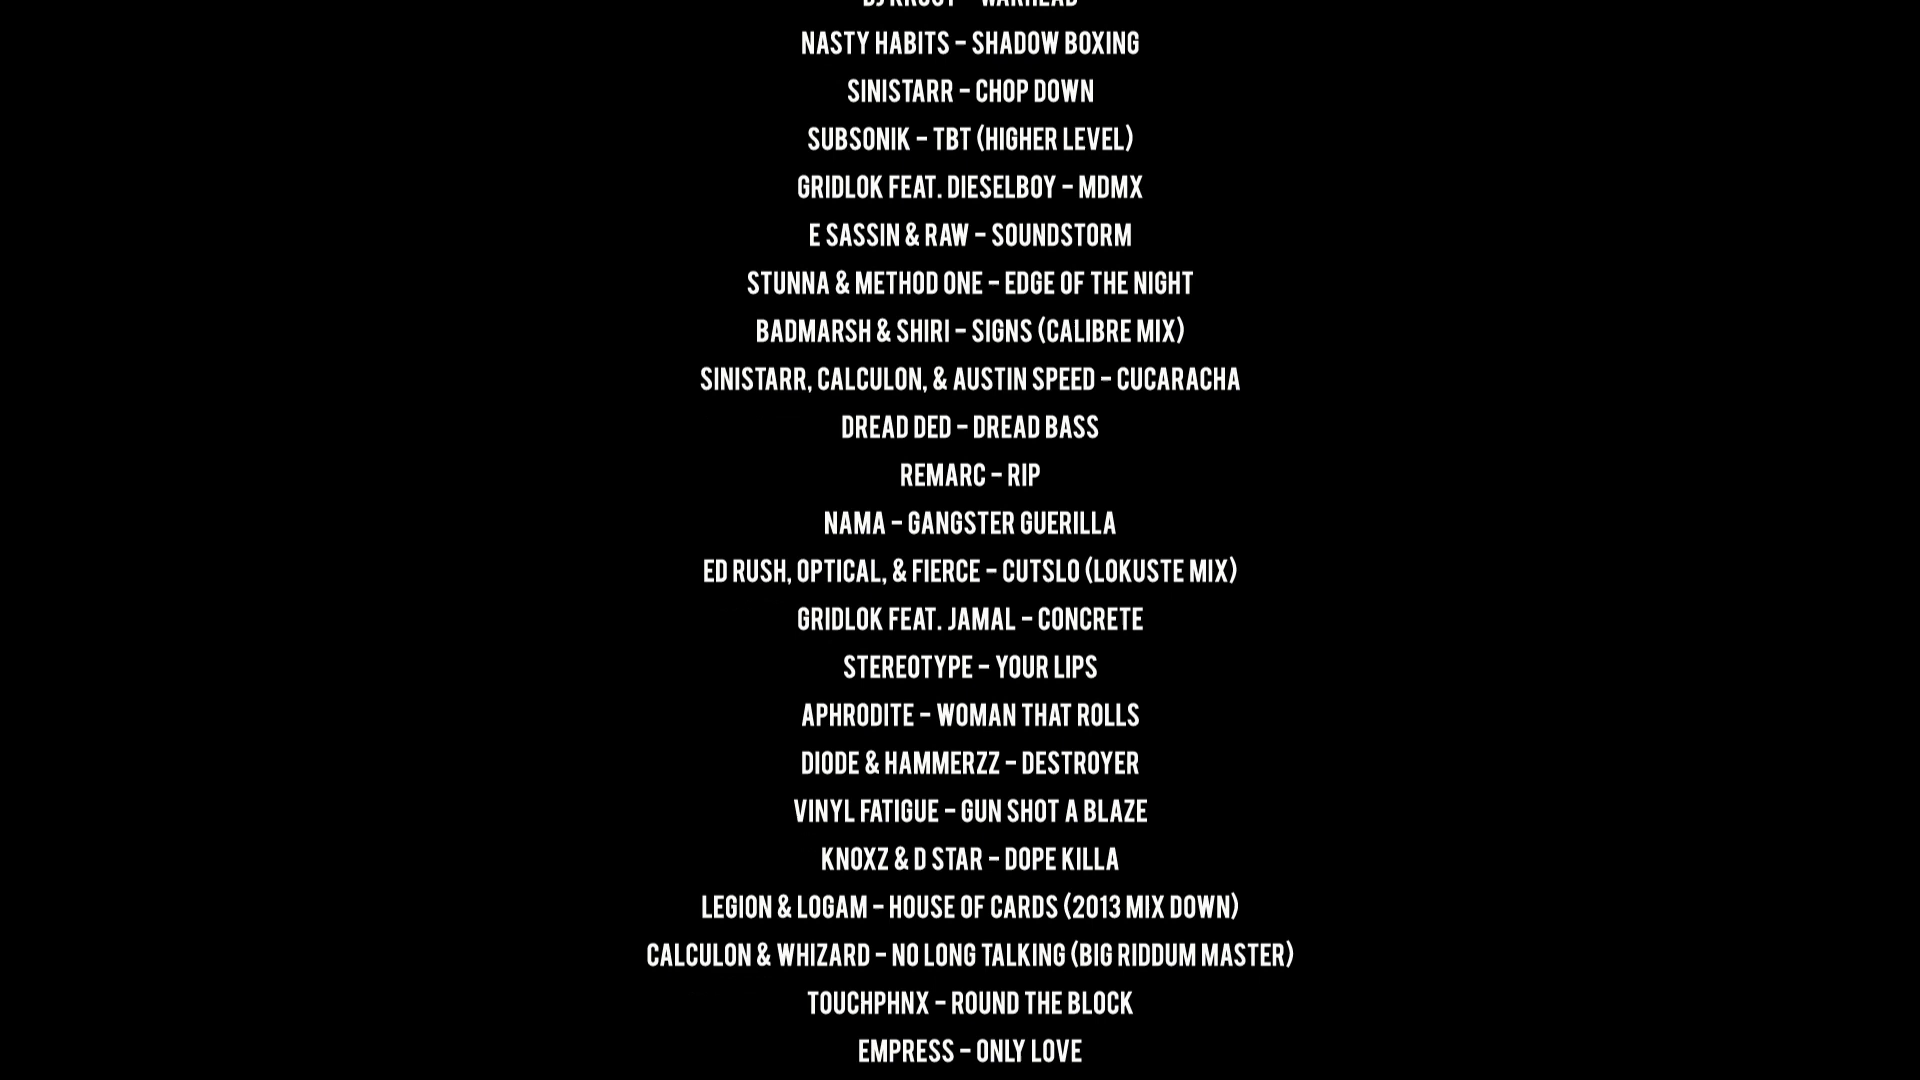 DJ KRUST – WARHEAD
NASTY HABITS – SHADOW BOXING
SINISTARR – CHOP DOWN
SUBSONIK – TBT (HIGHER LEVEL)
GRIDLOK FEAT. DIESELBOY – MDMX
E SASSIN & RAW – SOUNDSTORM
STUNNA & METHOD ONE – EDGE OF THE NIGHT
BADMARSH & SHIRI – SIGNS (CALIBRE MIX)
SINISTARR, CALCULON, & AUSTIN SPEED – CUCARACHA
DREAD DED – DREAD BASS
REMARC – RIP
NAMA – GANGSTER GUERILLA
ED RUSH, OPTICAL, & FIERCE – CUTSLO (LOKUSTE MIX)
GRIDLOK FEAT. JAMAL – CONCRETE
STEREOTYPE – YOUR LIPS
APHRODITE – WOMAN THAT ROLLS
DIODE & HAMMERZZ – DESTROYER
VINYL FATIGUE – GUN SHOT A BLAZE
KNOXZ & D STAR – DOPE KILLA
LEGION & LOGAM – HOUSE OF CARDS (2013 MIX DOWN)
CALCULON & WHIZARD – NO LONG TALKING (BIG RIDDUM MASTER)
TOUCHPHNX – ROUND THE BLOCK
EMPRESS – ONLY LOVE